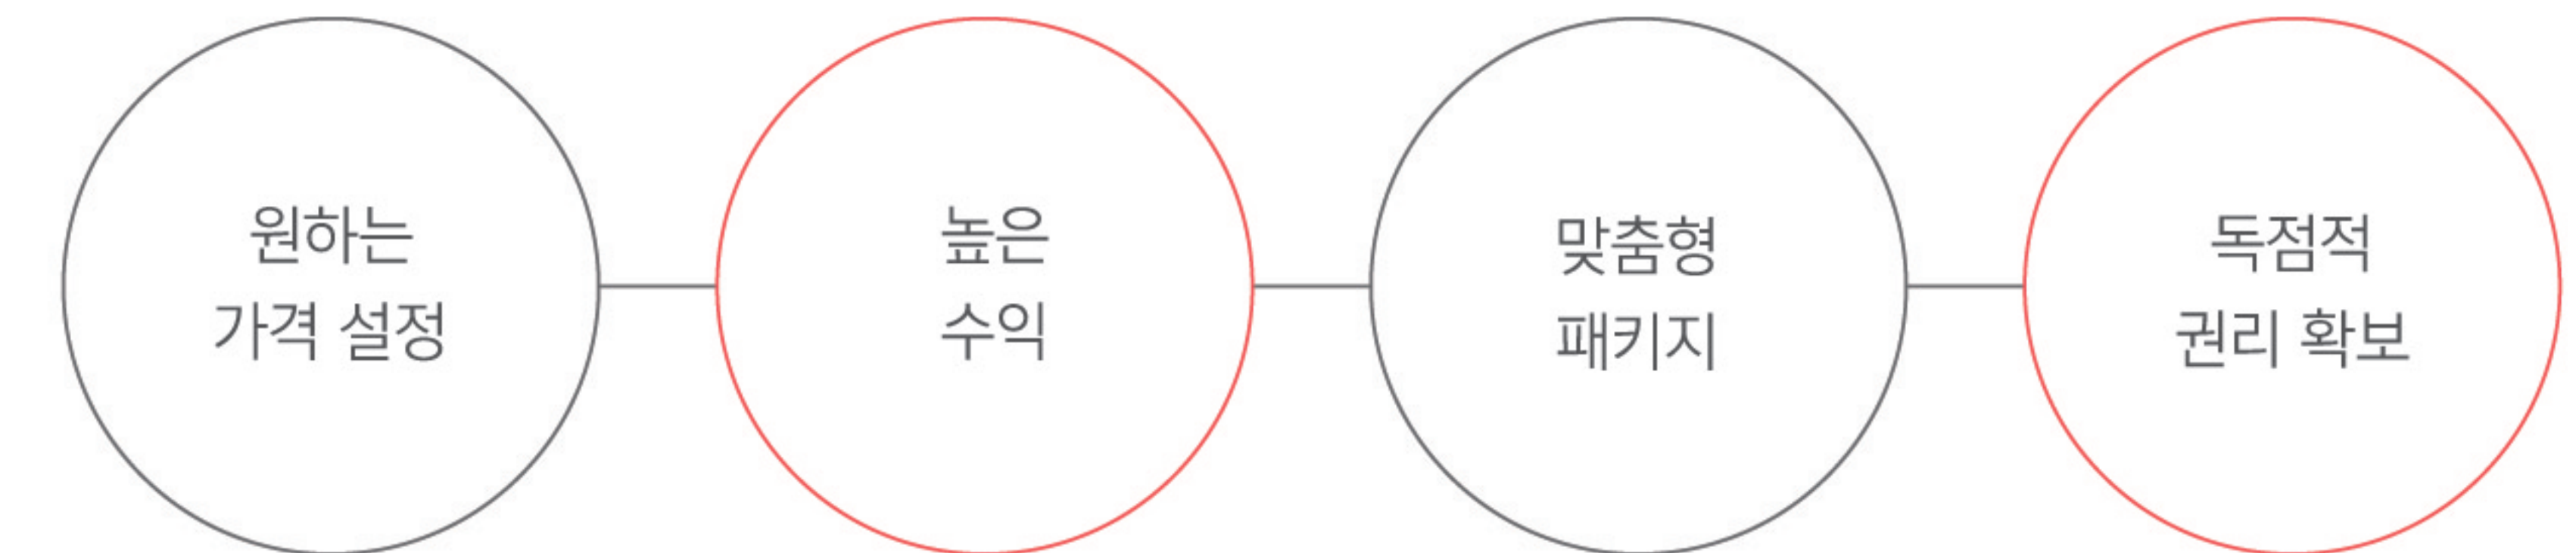 원하는
가격 설정
높은
수익
맞춤형
패키지
독점적
권리 확보